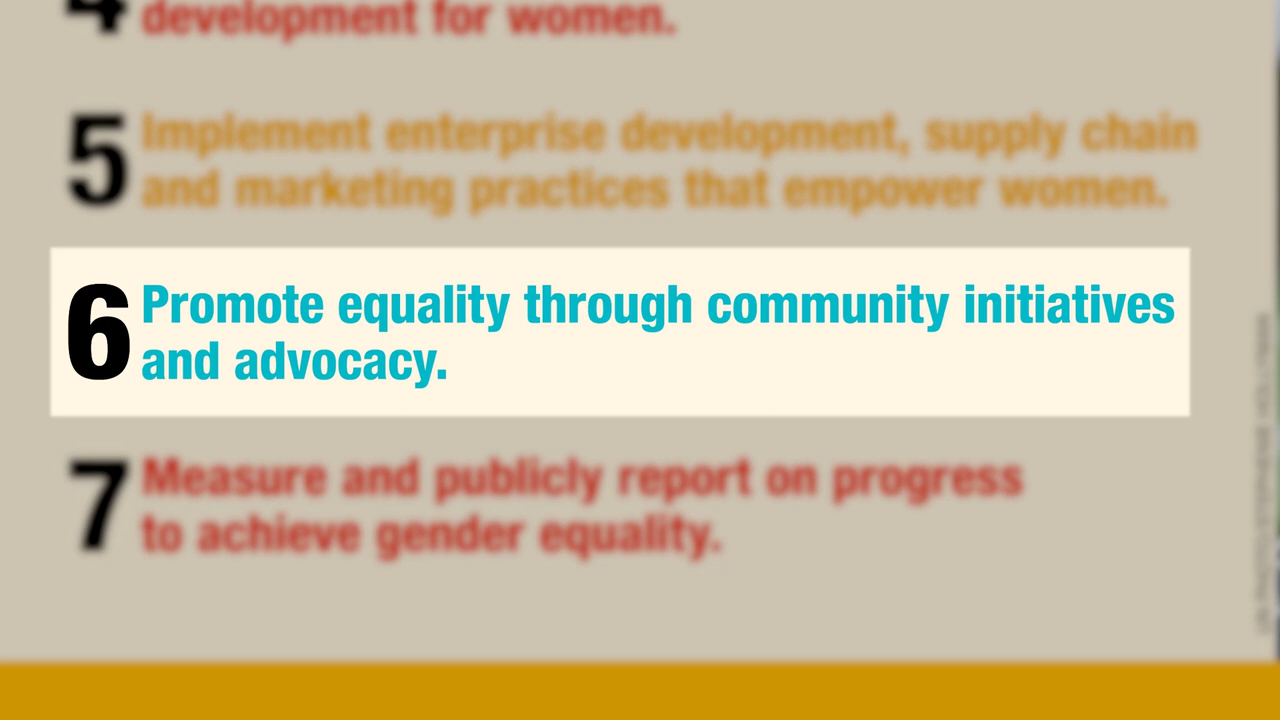 4 development for women.
5 Implement enterprise development, supply chain
and marketing practices that empower women.
6 Promote equality through community initiatives
and advocacy.
7 Measure and publicly report on progress
to achieve gender equality.